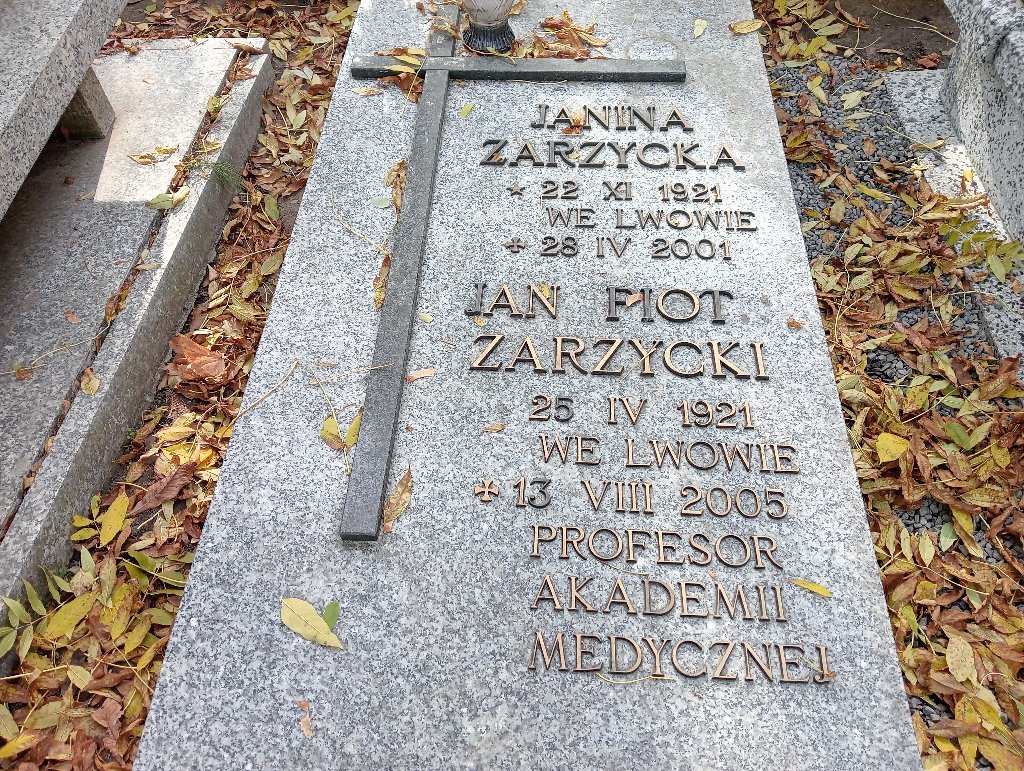 JANINA
ZARZYCKA
* 22 XI 1921
WE LWOWIE
✠ 28 IV 2001
JAN PIOT
ZARZYCKI
25 IV 1921
WE LWOWIE
✠ 13 VIII 2005
PROFESOR
AKADEMII
MEDYCZNEJ